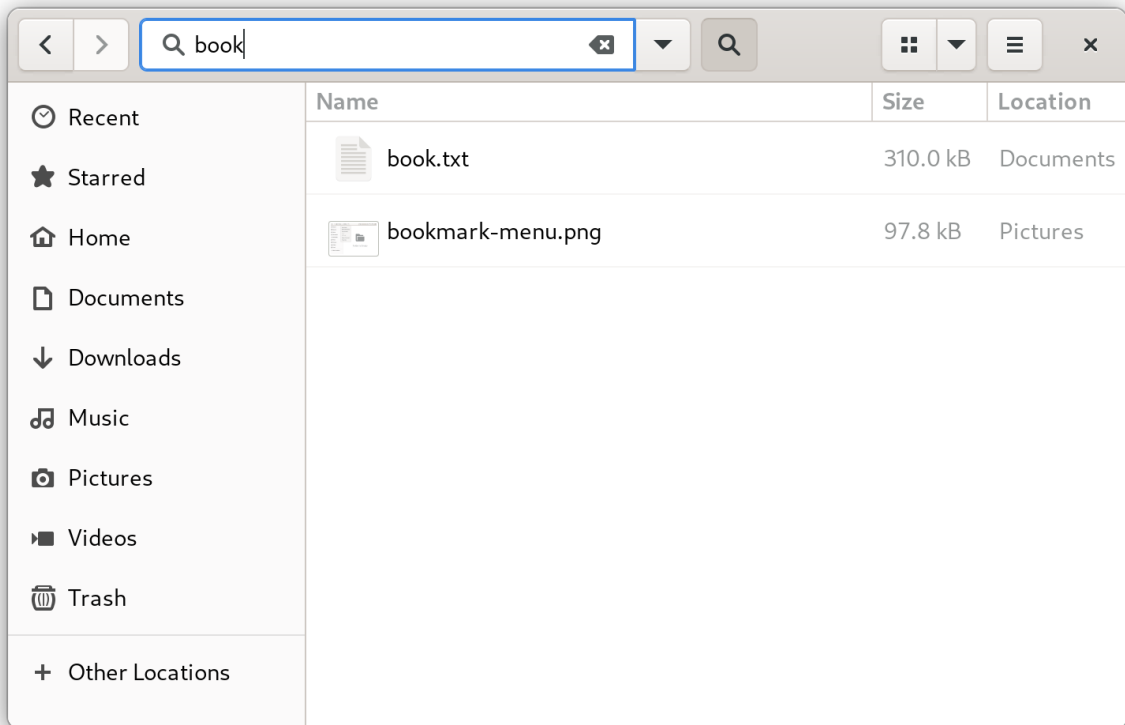 book
Name Size Location
Recent
book.txt 310.0 kB Documents
Starred
bookmark-menu.png 97.8 kB Pictures
Home
Documents
Downloads
Music
Pictures
Videos
Trash
Other Locations